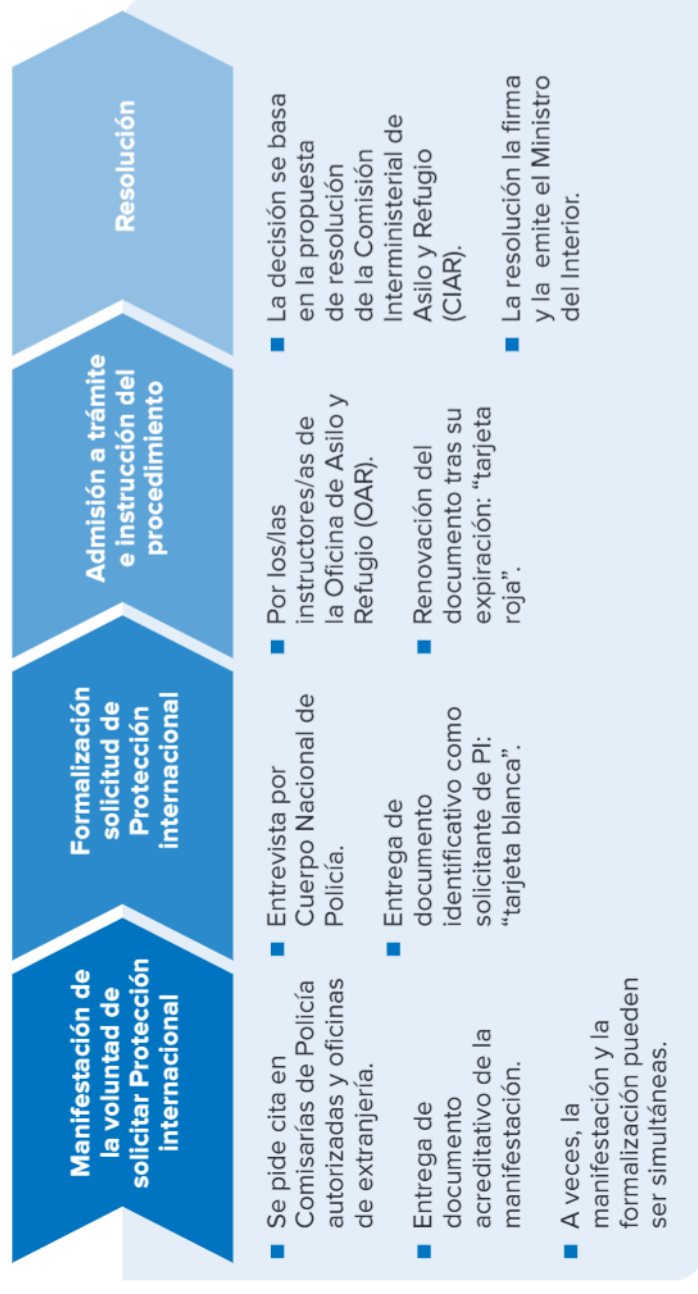 Manifestación de
la voluntad de
solicitar Protección
internacional
■ Se pide cita en
Comisarías de Policía
autorizadas y oficinas
de extranjería.
■ Entrega de
documento
acreditativo de la
manifestación.
■ A veces, la
manifestación y la
formalización pueden
ser simultáneas.
Formalización
solicitud de
Protección
internacional
■ Entrevista por
Cuerpo Nacional de
Policía.
■ Entrega de
documento
identificativo como
solicitante de PI:
“tarjeta blanca”.
Admisión a trámite
e instrucción del
procedimiento
■ Por los/las
instructores/as de
la Oficina de Asilo y
Refugio (OAR).
■ Renovación del
documento tras su
expiración: “tarjeta
roja”.
Resolución
■ La decisión se basa
en la propuesta
de resolución
de la Comisión
Interministerial de
Asilo y Refugio
(CIAR).
■ La resolución la firma
y la emite el Ministro
del Interior.